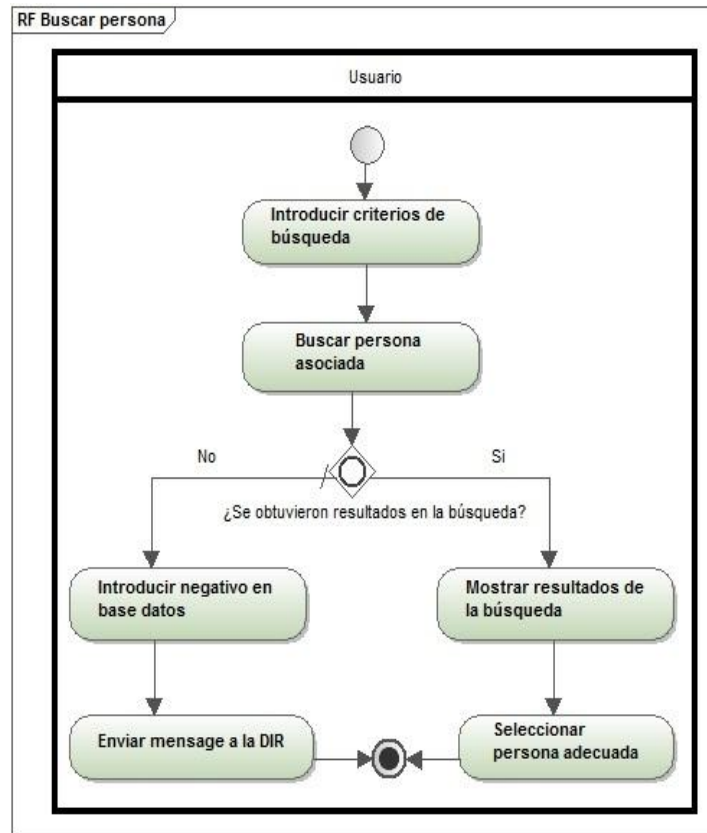 RF Buscar persona
Usuario
Introducir criterios de
búsqueda
Buscar persona
asociada
No
Si
¿Se obtuvieron resultados en la búsqueda?
Introducir negativo en
base datos
Mostrar resultados de
la búsqueda
Enviar mensage a la DIR
Seleccionar
persona adecuada